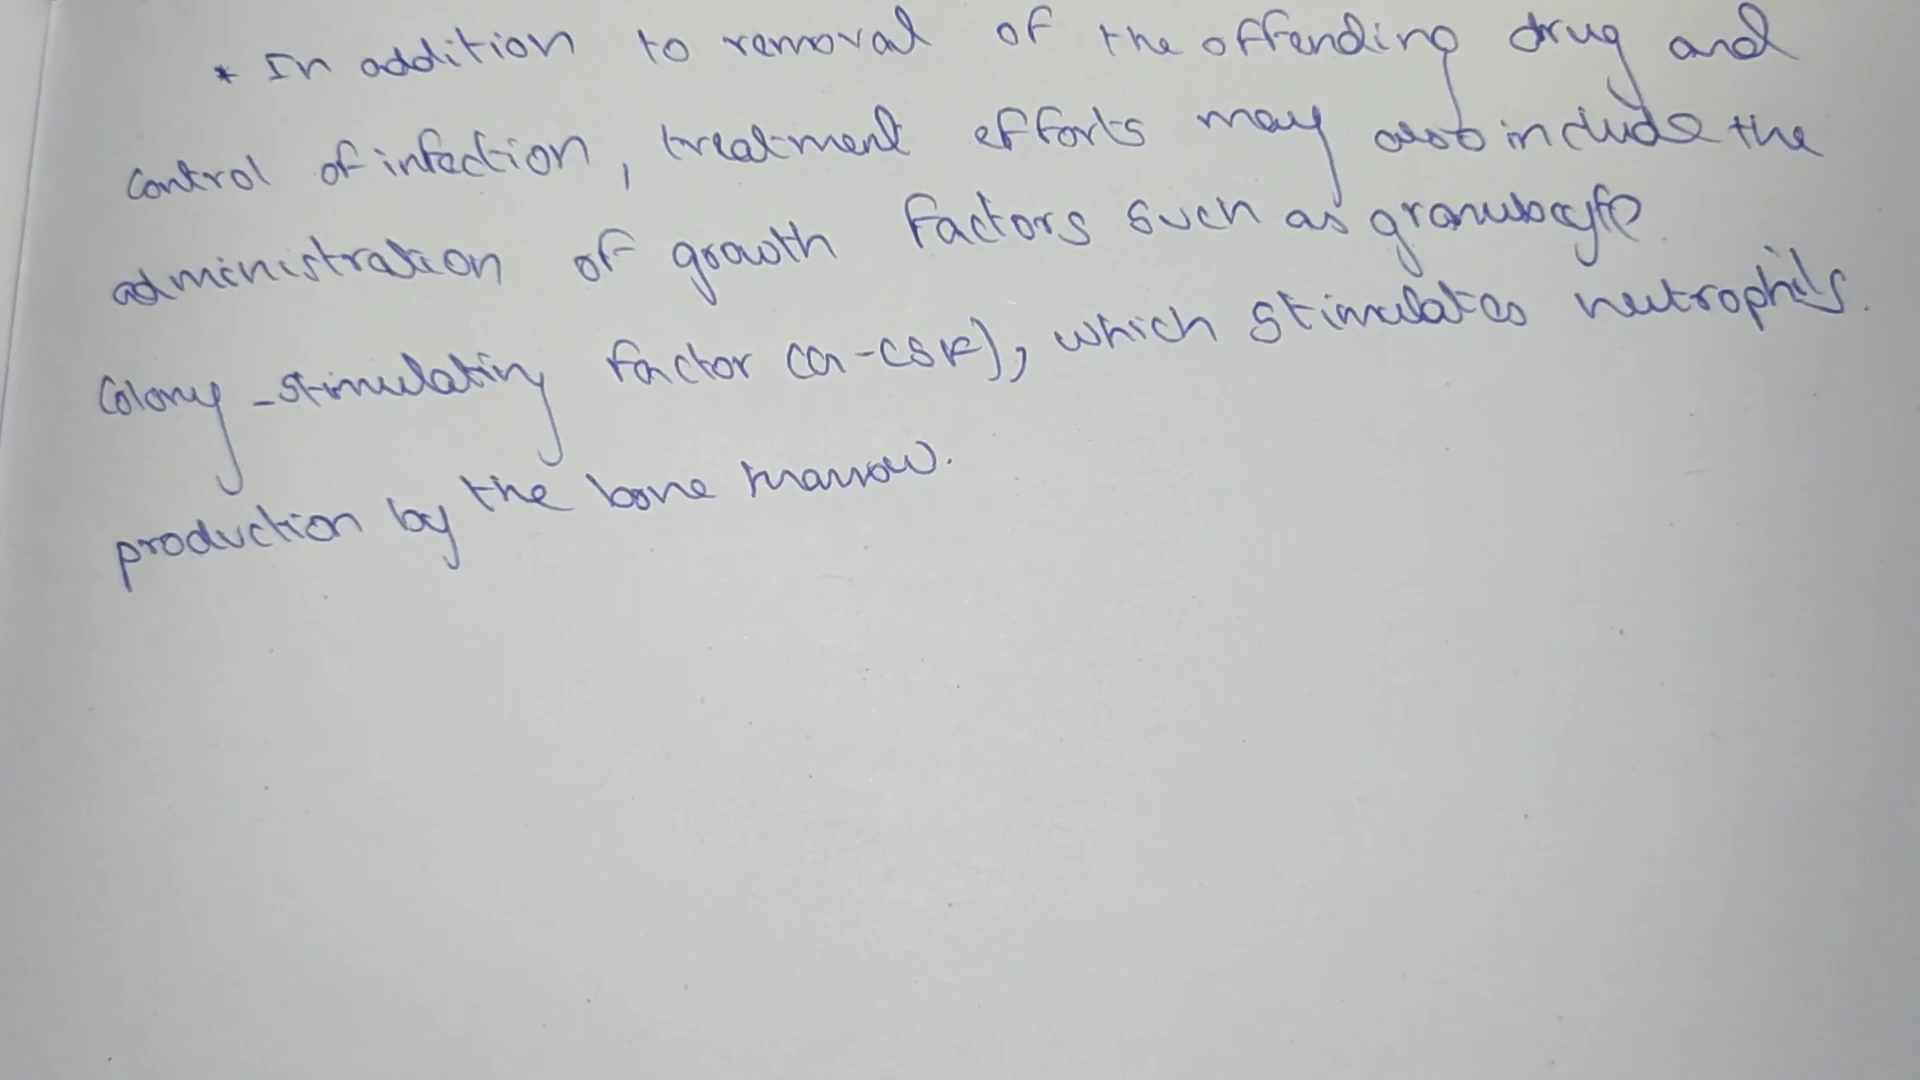 * In addition to removal of the offending drug and
control of infection, treatment efforts may also include the
administration of growth factors such as granulocyte
colony-stimulating factor (G-CSF), which stimulates neutrophils.
production by the bone marrow.